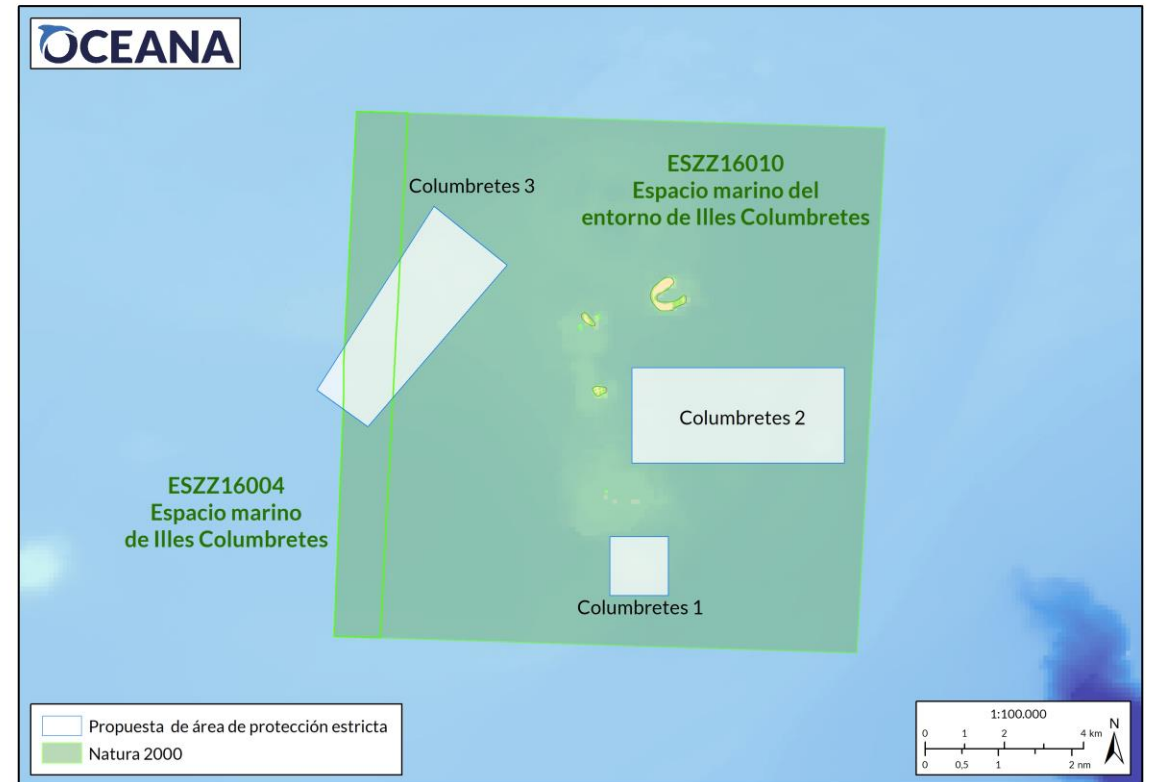 OCEANA
Columbretes 3
ESZZ16010
Espacio marino del
entorno de Illes Columbretes
Columbretes 2
ESZZ16004
Espacio marino
de Illes Columbretes
Columbretes 1
Propuesta de área de protección estricta
Natura 2000
1:100.000
N
0 1 2 4 km
0 0,5 1 2 nm